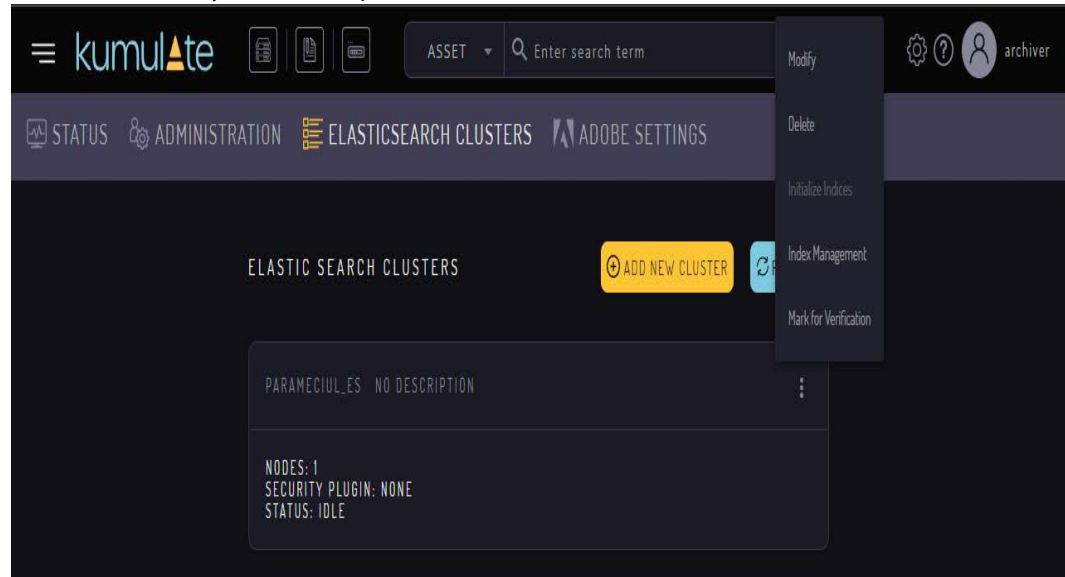 kumulate
ASSET
Enter search term
archiver
STATUS
ADMINISTRATION
ELASTICSEARCH CLUSTERS
ADOBE SETTINGS
Modify
Delete
Initialize Indices
Index Management
Mark for Verification
ELASTIC SEARCH CLUSTERS
ADD NEW CLUSTER
PARAMECIUL_ES NO DESCRIPTION
NODES: 1
SECURITY PLUGIN: NONE
STATUS: IDLE